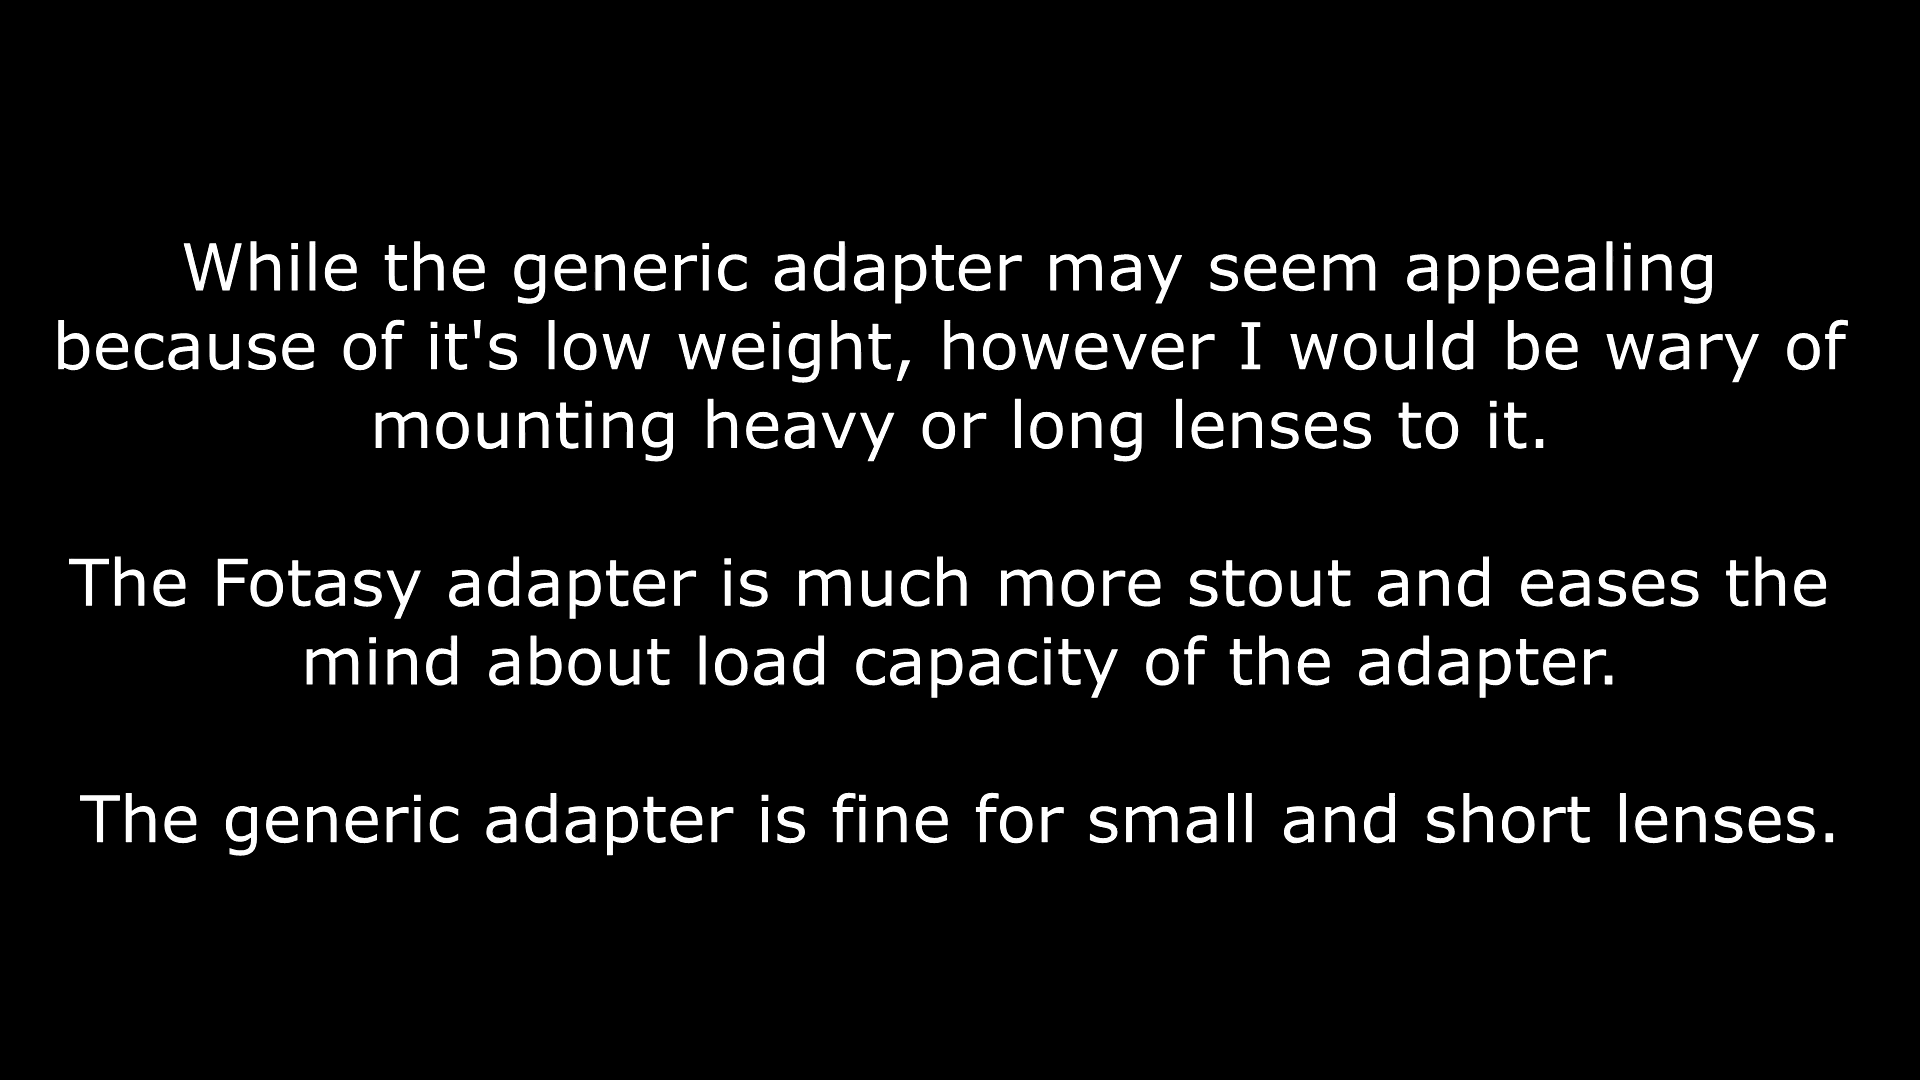 While the generic adapter may seem appealing
because of it's low weight, however I would be wary of
mounting heavy or long lenses to it.
The Fotasy adapter is much more stout and eases the
mind about load capacity of the adapter.
The generic adapter is fine for small and short lenses.